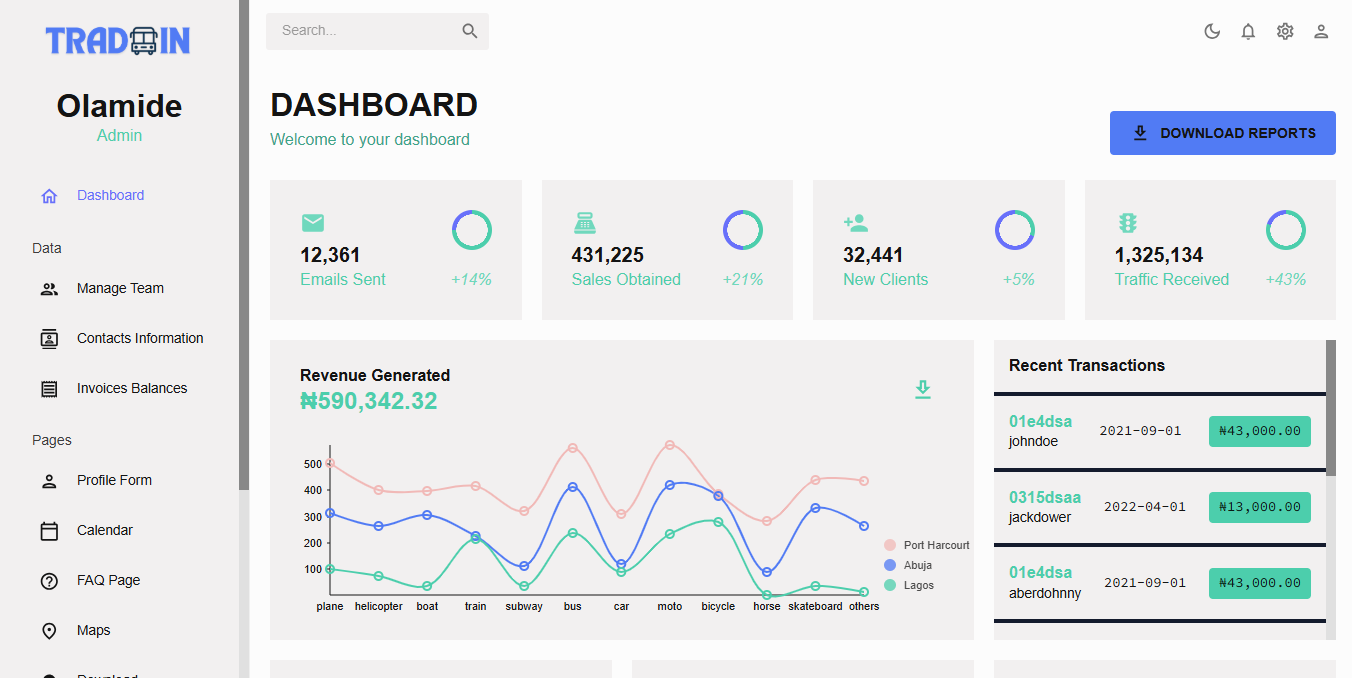 TRADIN
Olamide
Admin
Dashboard
Data
Manage Team
Contacts Information
Invoices Balances
Pages
Profile Form
Calendar
FAQ Page
Maps
Download
Search...
DASHBOARD
Welcome to your dashboard
DOWNLOAD REPORTS
12,361
Emails Sent
+14%
431,225
Sales Obtained
+21%
32,441
New Clients
+5%
1,325,134
Traffic Received
+43%
Revenue Generated
₦590,342.32
500
400
300
200
100
plane helicopter boat train subway bus car moto bicycle horse skateboard others
Port Harcourt
Abuja
Lagos
Recent Transactions
01e4dsa
johndoe
2021-09-01
₦43,000.00
0315dsaa
jackdower
2022-04-01
₦13,000.00
01e4dsa
aberdohnny
2021-09-01
₦43,000.00